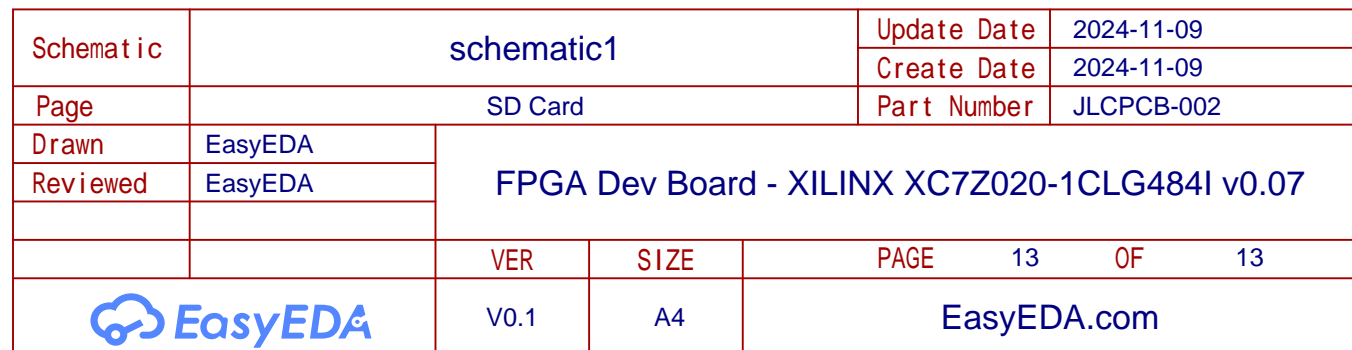 Schematic schematic1 Update Date 2024-11-09
Create Date 2024-11-09
Page SD Card Part Number JLCPCB-002
Drawn EasyEDA
Reviewed EasyEDA FPGA Dev Board - XILINX XC7Z020-1CLG484I v0.07
VER SIZE PAGE 13 OF 13
EasyEDA V0.1 A4 EasyEDA.com